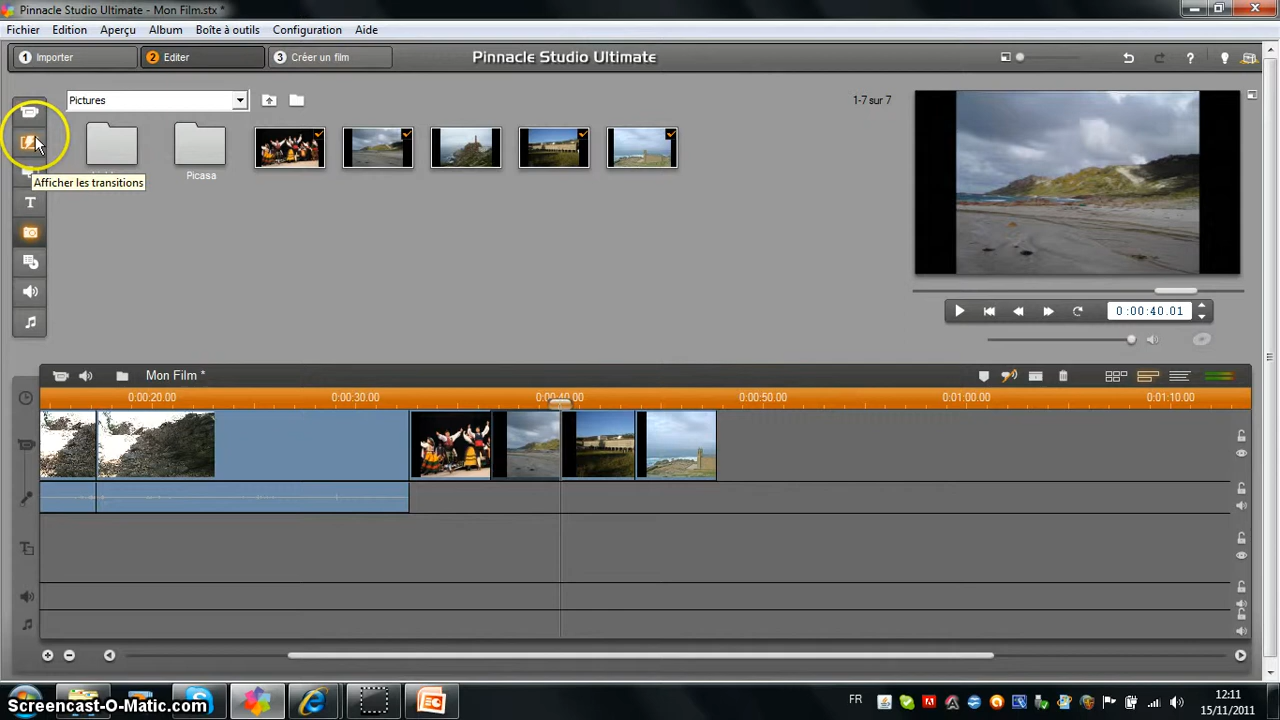 Pinnacle Studio Ultimate - Mon Film.stx *
Fichier Edition Aperçu Album Boîte à outils Configuration Aide
1 Importer 2 Editer 3 Créer un film Pinnacle Studio Ultimate
Pictures 1-7 sur 7
Picasa
Afficher les transitions
T
0:00:40.01
Mon Film *
0:00:20.00 0:00:30.00 0:00:40.00 0:00:50.00 0:01:00.00 0:01:10.00
FR 12:11
Screencast-O-Matic.com 15/11/2011